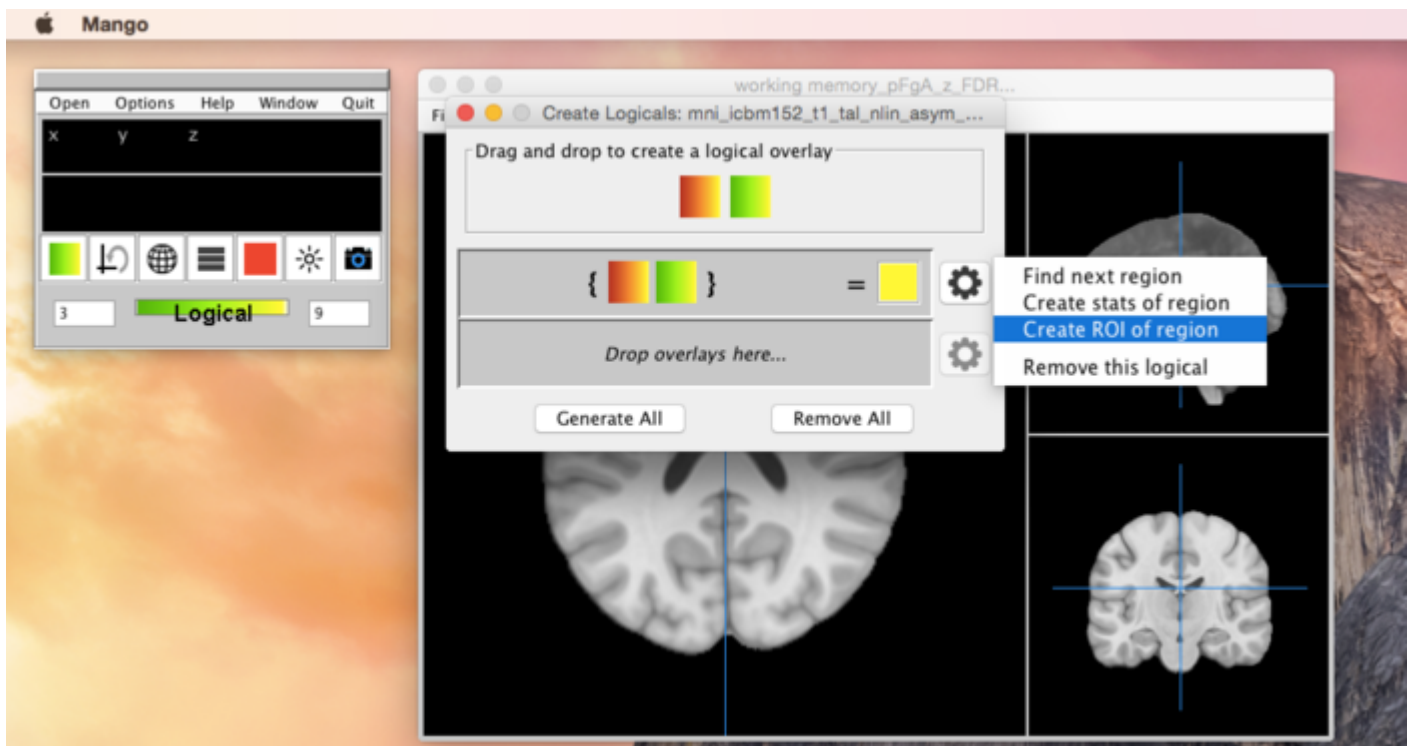 Mango
Open Options Help Window Quit
x y z
3 Logical 9
working memory_pFgA_z_FDR...
Create Logicals: mni_icbm152_t1_tal_nlin_asym_...
Drag and drop to create a logical overlay
{ } =
Drop overlays here...
Generate All Remove All
Find next region
Create stats of region
Create ROI of region
Remove this logical